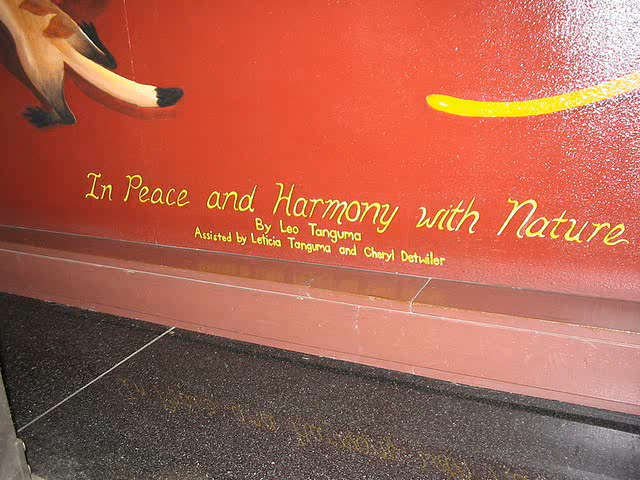 In Peace and Harmony with Nature
By Leo Tanguma
Assisted by Leticia Tanguma and Cheryl Detwiler